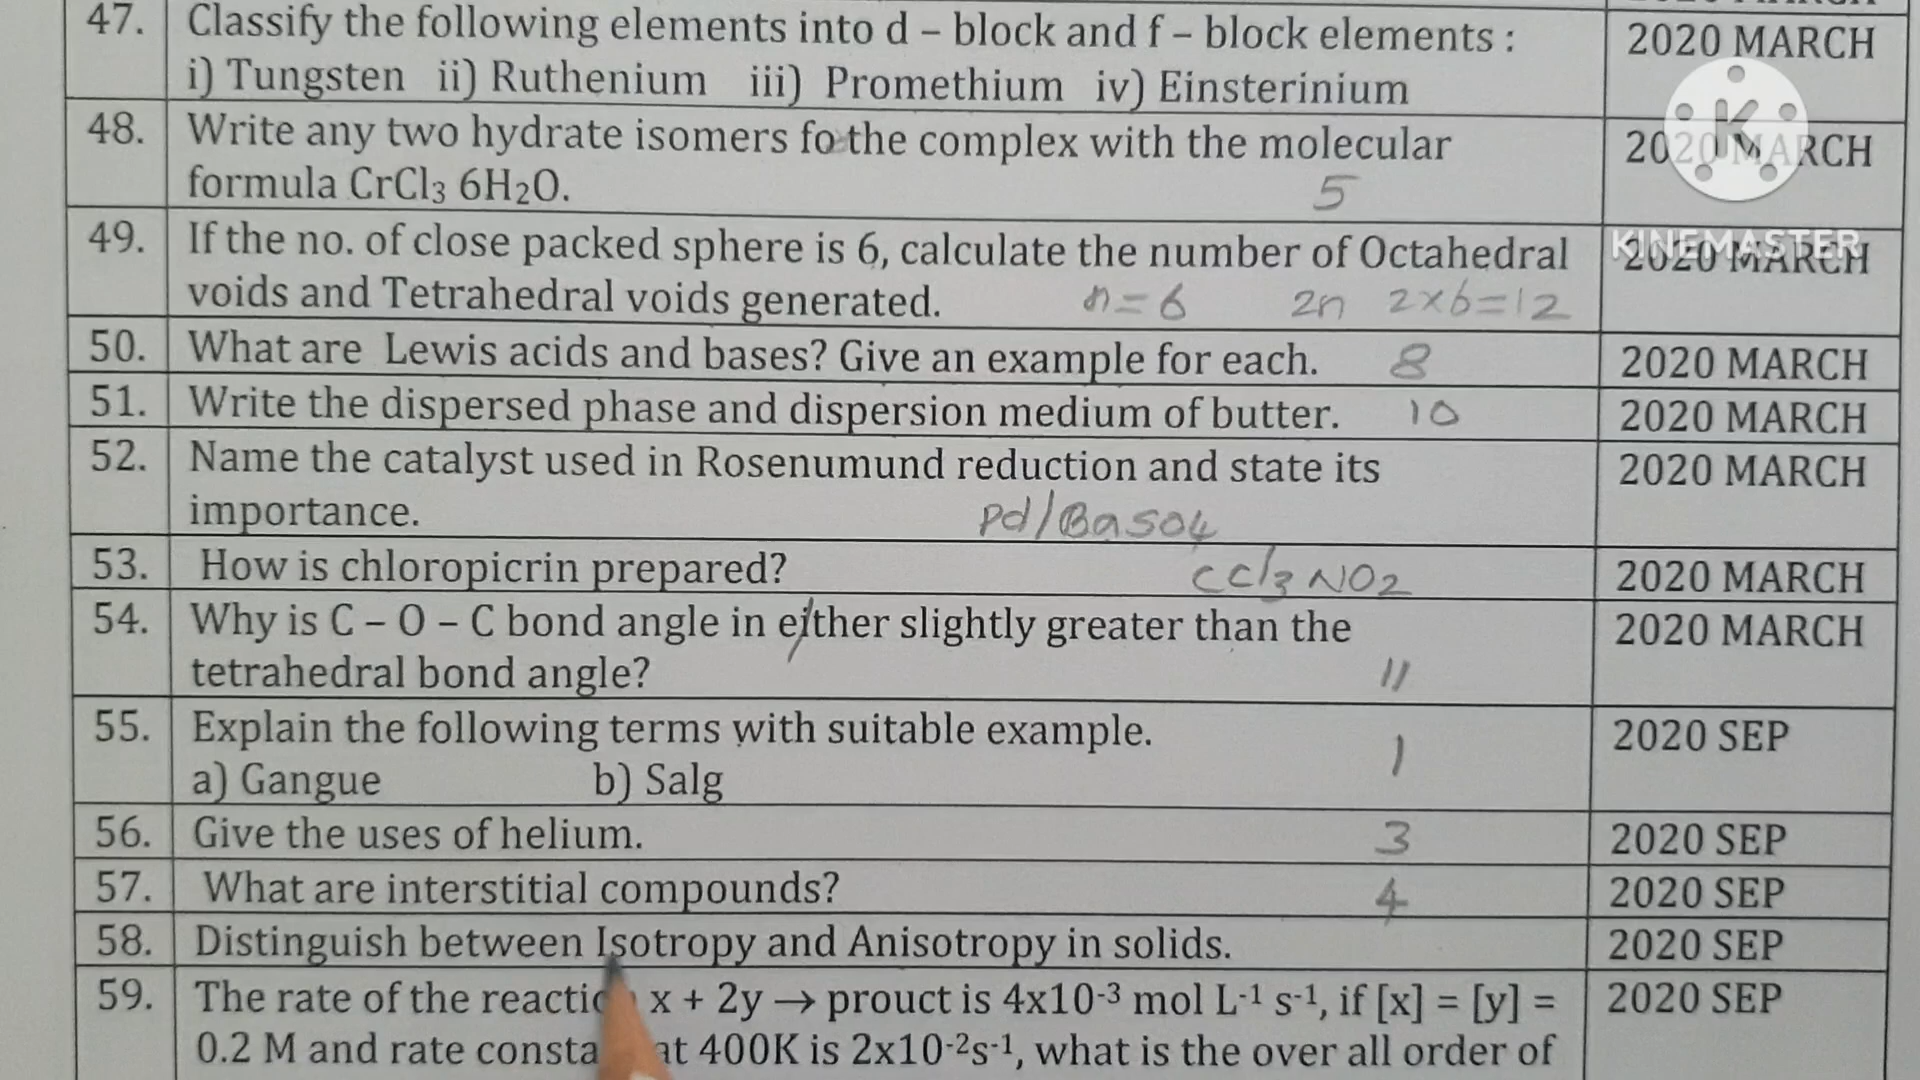 47. Classify the following elements into d – block and f – block elements : 2020 MARCH
i) Tungsten ii) Ruthenium iii) Promethium iv) Einsterinium
48. Write any two hydrate isomers fo the complex with the molecular 2020 MARCH
formula CrCl3 6H2O. 5
49. If the no. of close packed sphere is 6, calculate the number of Octahedral 2020 MARCH
KINEMASTER
voids and Tetrahedral voids generated. n = 6 2n 2×6=12
50. What are Lewis acids and bases? Give an example for each. 8 2020 MARCH
51. Write the dispersed phase and dispersion medium of butter. 10 2020 MARCH
52. Name the catalyst used in Rosenumund reduction and state its 2020 MARCH
importance. Pd/BaSO4
53. How is chloropicrin prepared? CCl3NO2 2020 MARCH
54. Why is C – O – C bond angle in either slightly greater than the 2020 MARCH
tetrahedral bond angle? 11
55. Explain the following terms with suitable example. 1 2020 SEP
a) Gangue b) Salg
56. Give the uses of helium. 3 2020 SEP
57. What are interstitial compounds? 4 2020 SEP
58. Distinguish between Isotropy and Anisotropy in solids. 2020 SEP
59. The rate of the x + 2y → prouct is 4x10-3 mol L-1 s-1, if [x] = [y] = 2020 SEP
0.2 M and rate at 400K is 2x10-2s-1, what is the over all order of